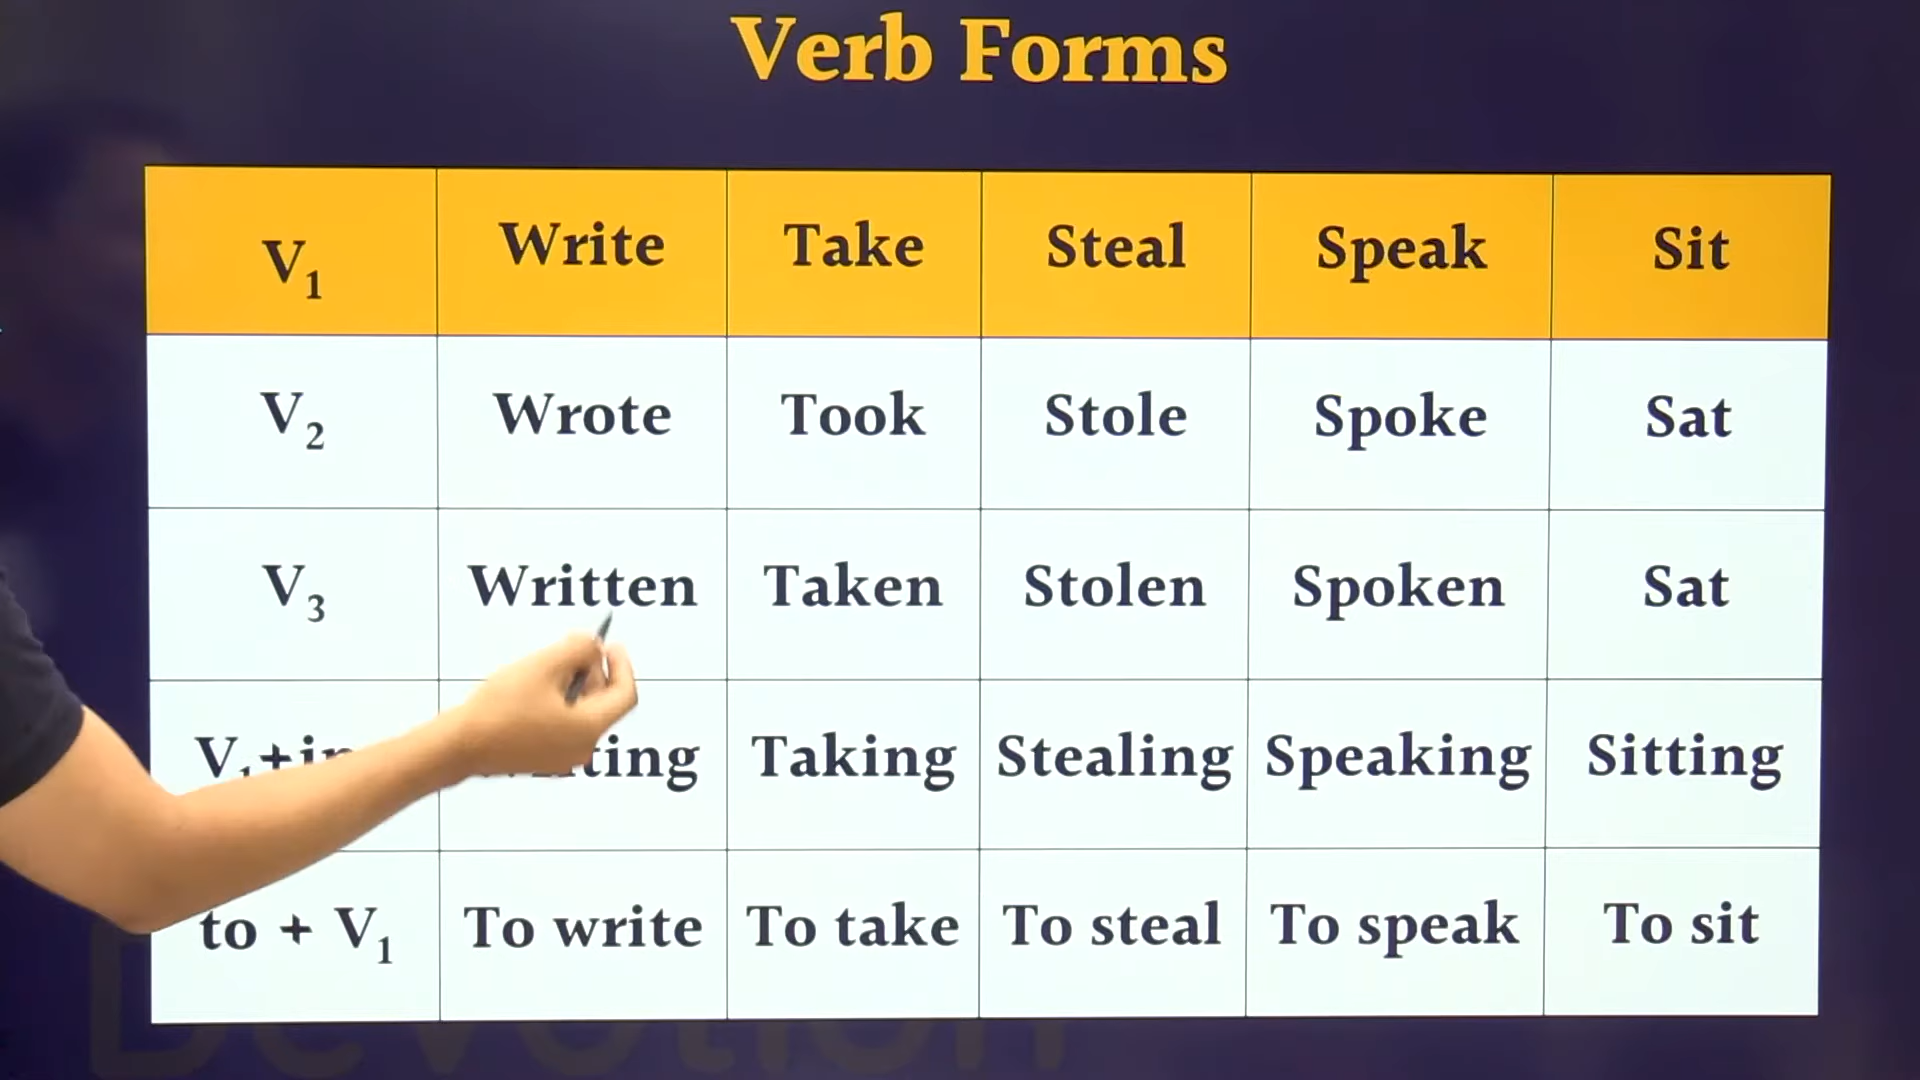 Verb Forms
V₁ Write Take Steal Speak Sit
V₂ Wrote Took Stole Spoke Sat
V₃ Written Taken Stolen Spoken Sat
Taking Stealing Speaking Sitting
to + V₁ To write To take To steal To speak To sit